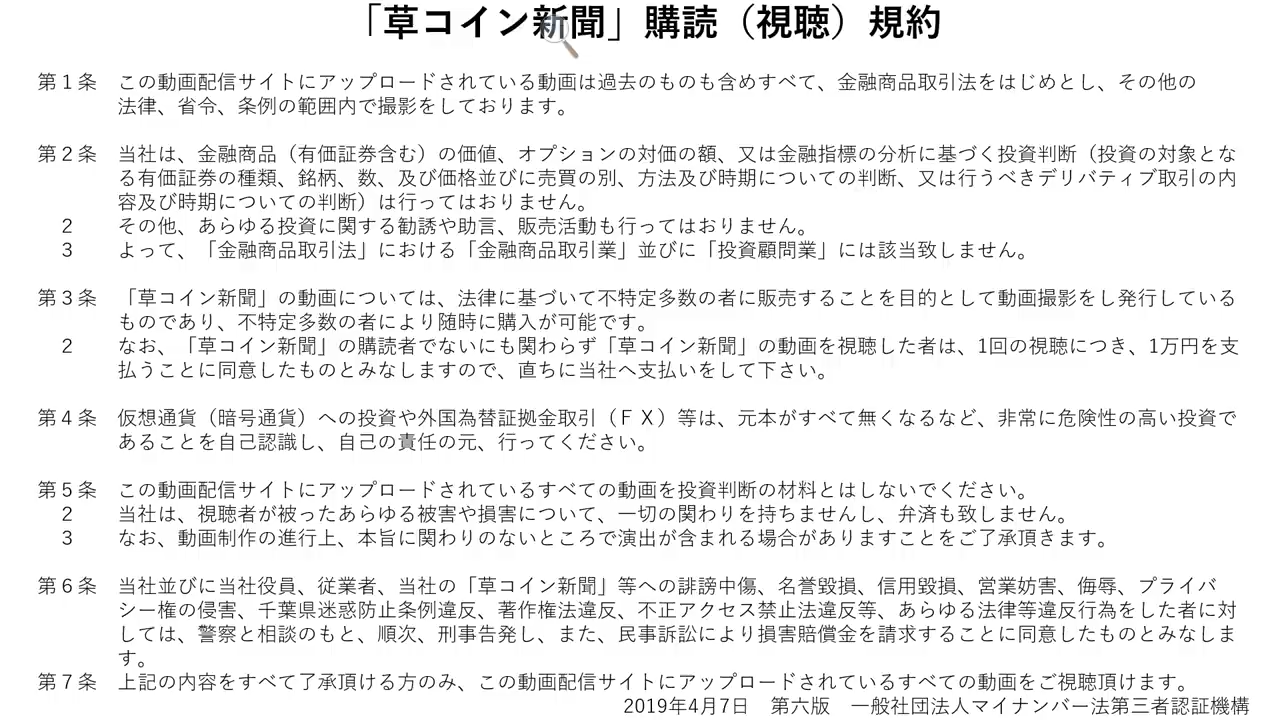 「草コイン新聞」購読（視聴）規約
第１条　この動画配信サイトにアップロードされている動画は過去のものも含めすべて、金融商品取引法をはじめとし、その他の
法律、省令、条例の範囲内で撮影をしております。
第２条　当社は、金融商品（有価証券含む）の価値、オプションの対価の額、又は金融指標の分析に基づく投資判断（投資の対象とな
る有価証券の種類、銘柄、数、及び価格並びに売買の別、方法及び時期についての判断、又は行うべきデリバティブ取引の内
容及び時期についての判断）は行ってはおりません。
２　その他、あらゆる投資に関する勧誘や助言、販売活動も行ってはおりません。
３　よって、「金融商品取引法」における「金融商品取引業」並びに「投資顧問業」には該当致しません。
第３条　「草コイン新聞」の動画については、法律に基づいて不特定多数の者に販売することを目的として動画撮影をし発行している
ものであり、不特定多数の者により随時に購入が可能です。
２　なお、「草コイン新聞」の購読者でないにも関わらず「草コイン新聞」の動画を視聴した者は、1回の視聴につき、1万円を支
払うことに同意したものとみなしますので、直ちに当社へ支払いをして下さい。
第４条　仮想通貨（暗号通貨）への投資や外国為替証拠金取引（ＦＸ）等は、元本がすべて無くなるなど、非常に危険性の高い投資で
あることを自己認識し、自己の責任の元、行ってください。
第５条　この動画配信サイトにアップロードされているすべての動画を投資判断の材料とはしないでください。
２　当社は、視聴者が被ったあらゆる被害や損害について、一切の関わりを持ちませんし、弁済も致しません。
３　なお、動画制作の進行上、本旨に関わりのないところで演出が含まれる場合がありますことをご了承頂きます。
第６条　当社並びに当社役員、従業者、当社の「草コイン新聞」等への誹謗中傷、名誉毀損、信用毀損、営業妨害、侮辱、プライバ
シー権の侵害、千葉県迷惑防止条例違反、著作権法違反、不正アクセス禁止法違反等、あらゆる法律等違反行為をした者に対
しては、警察と相談のもと、順次、刑事告発し、また、民事訴訟により損害賠償金を請求することに同意したものとみなしま
す。
第７条　上記の内容をすべて了承頂ける方のみ、この動画配信サイトにアップロードされているすべての動画をご視聴頂けます。
2019年4月7日　第六版　一般社団法人マイナンバー法第三者認証機構